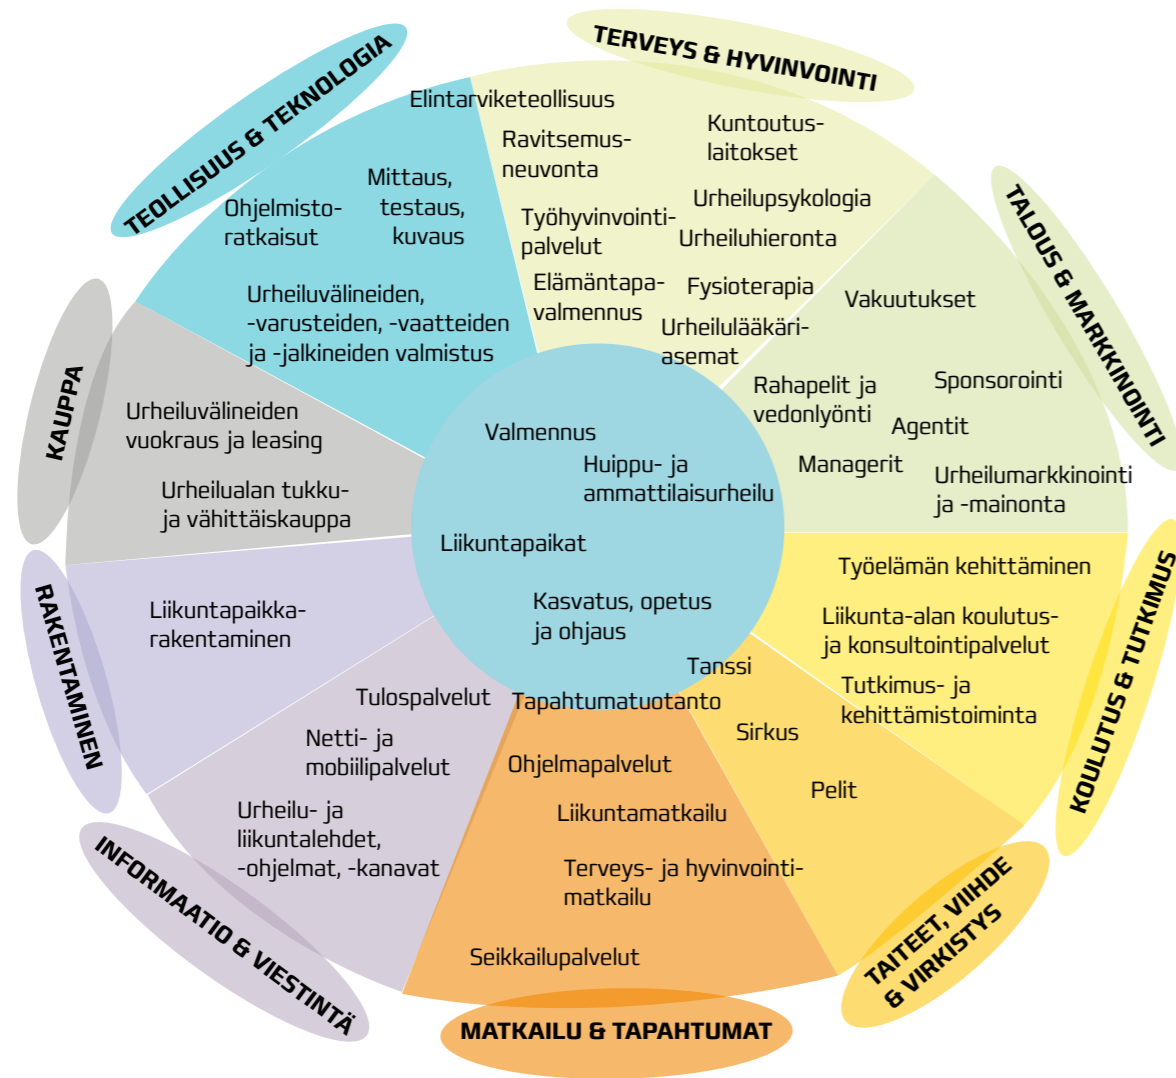 TERVEYS & HYVINVOINTI
Elintarviketeollisuus
Ravitsemus-
neuvonta
Kuntoutus-
laitokset
Urheilupsykologia
Työhyvinvointi-
palvelut
Urheiluhieronta
Elämäntapa-
valmennus
Fysioterapia
Urheilulääkäri-
asemat
TALOUS & MARKKINOINTI
Vakuutukset
Rahapelit ja
vedonlyönti
Sponsorointi
Agentit
Managerit
Urheilumarkkinointi
ja -mainonta
KOULUTUS & TUTKIMUS
Työelämän kehittäminen
Liikunta-alan koulutus-
ja konsultointipalvelut
Tutkimus- ja
kehittämistoiminta
TAITEET, VIIHDE
& VIRKISTYS
Tanssi
Sirkus
Pelit
MATKAILU & TAPAHTUMAT
Tapahtumatuotanto
Ohjelmapalvelut
Liikuntamatkailu
Terveys- ja hyvinvointi-
matkailu
Seikkailupalvelut
INFORMAATIO & VIESTINTÄ
Tulospalvelut
Netti- ja
mobiilipalvelut
Urheilu- ja
liikuntalehdet,
-ohjelmat, -kanavat
RAKENTAMINEN
Liikuntapaikka-
rakentaminen
KAUPPA
Urheiluvälineiden
vuokraus ja leasing
Urheilualan tukku-
ja vähittäiskauppa
TEOLLISUUS & TEKNOLOGIA
Mittaus,
testaus,
kuvaus
Ohjelmisto-
ratkaisut
Urheiluvälineiden,
-varusteiden, -vaatteiden
ja -jalkineiden valmistus
Valmennus
Huippu- ja
ammattilaisurheilu
Liikuntapaikat
Kasvatus, opetus
ja ohjaus